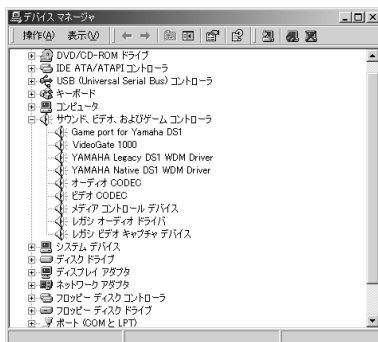 デバイス マネージャ
操作(A) 表示(V)
DVD/CD-ROM ドライブ
IDE ATA/ATAPI コントローラ
USB (Universal Serial Bus) コントローラ
キーボード
コンピュータ
サウンド、ビデオ、およびゲーム コントローラ
Game port for Yamaha DS1
VideoGate 1000
YAMAHA Legacy DS1 WDM Driver
YAMAHA Native DS1 WDM Driver
オーディオ CODEC
ビデオ CODEC
メディア コントロール デバイス
レガシ オーディオ ドライバ
レガシ ビデオ キャプチャ デバイス
システム デバイス
ディスク ドライブ
ディスプレイ アダプタ
ネットワーク アダプタ
フロッピー ディスク コントローラ
フロッピー ディスク ドライブ
ポート (COM と LPT)